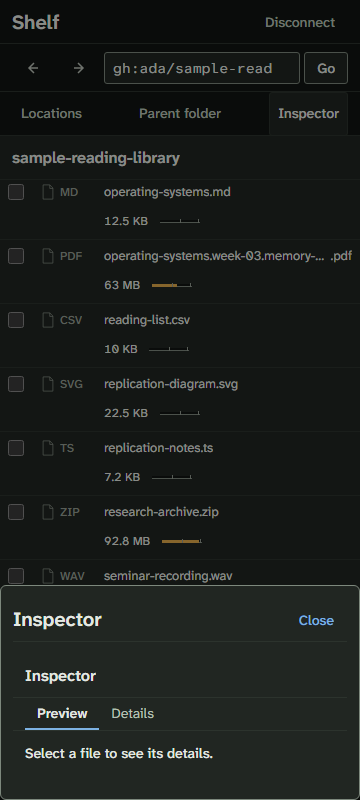 Shelf Disconnect
← → gh:ada/sample-read Go
Locations Parent folder Inspector
sample-reading-library
MD operating-systems.md
12.5 KB
PDF operating-systems.week-03.memory-… .pdf
63 MB
CSV reading-list.csv
10 KB
SVG replication-diagram.svg
22.5 KB
TS replication-notes.ts
7.2 KB
ZIP research-archive.zip
92.8 MB
WAV seminar-recording.wav
Inspector Close
Inspector
Preview Details
Select a file to see its details.